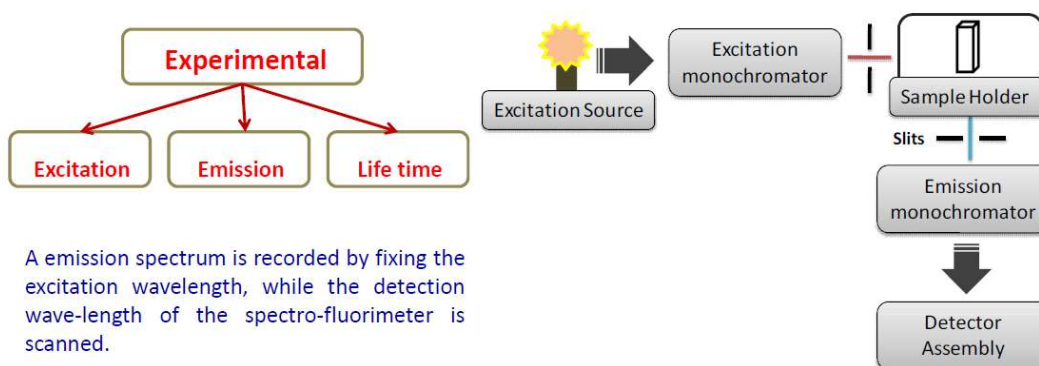 Experimental
Excitation
Emission
Life time
A emission spectrum is recorded by fixing the
excitation wavelength, while the detection
wave-length of the spectro-fluorimeter is
scanned.
Excitation Source
Excitation
monochromator
Sample Holder
Slits
Emission
monochromator
Detector
Assembly